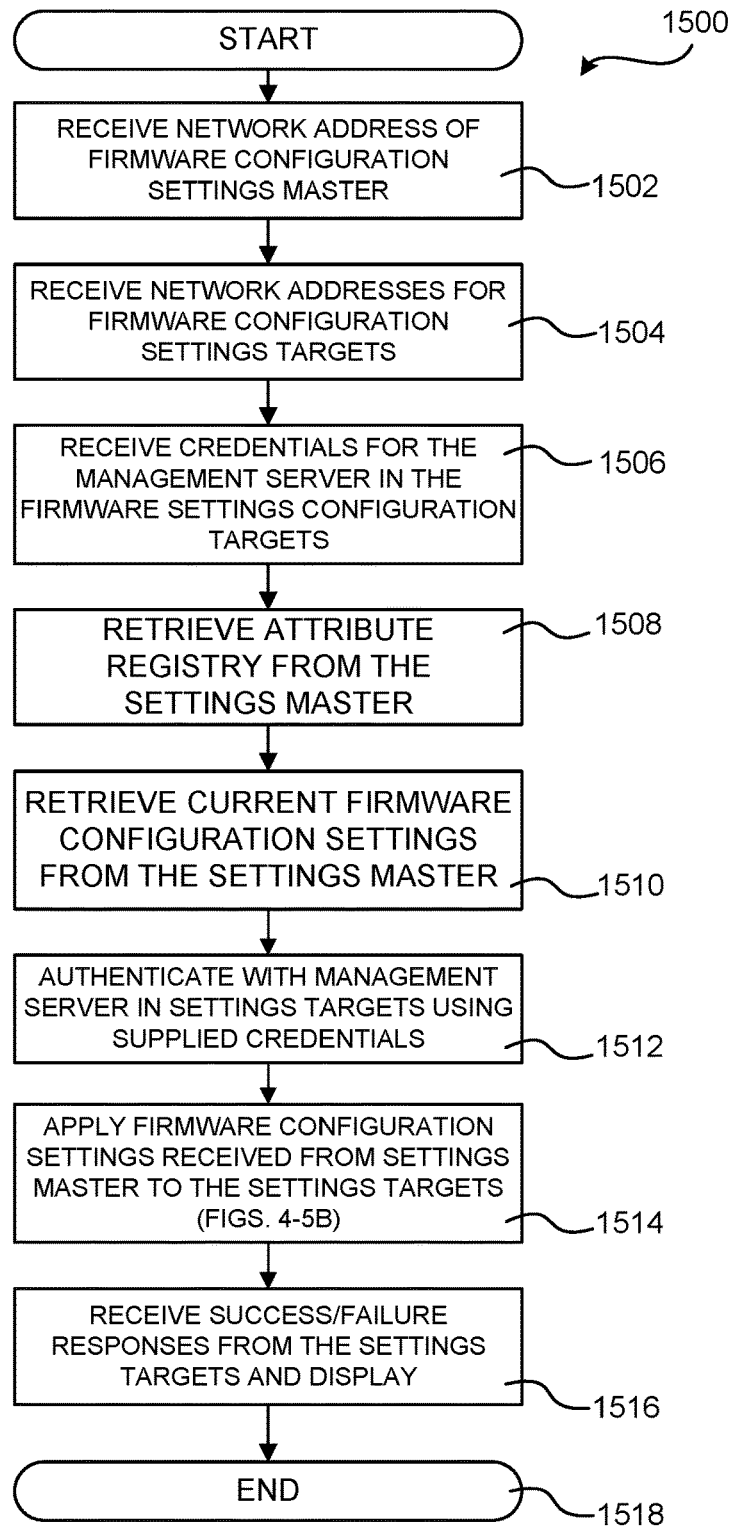 START
1500
RECEIVE NETWORK ADDRESS OF
FIRMWARE CONFIGURATION
SETTINGS MASTER
1502
RECEIVE NETWORK ADDRESSES FOR
FIRMWARE CONFIGURATION
SETTINGS TARGETS
1504
RECEIVE CREDENTIALS FOR THE
MANAGEMENT SERVER IN THE
FIRMWARE SETTINGS CONFIGURATION
TARGETS
1506
RETRIEVE ATTRIBUTE
REGISTRY FROM THE
SETTINGS MASTER
1508
RETRIEVE CURRENT FIRMWARE
CONFIGURATION SETTINGS
FROM THE SETTINGS MASTER
1510
AUTHENTICATE WITH MANAGEMENT
SERVER IN SETTINGS TARGETS USING
SUPPLIED CREDENTIALS
1512
APPLY FIRMWARE CONFIGURATION
SETTINGS RECEIVED FROM SETTINGS
MASTER TO THE SETTINGS TARGETS
(FIGS. 4-5B)
1514
RECEIVE SUCCESS/FAILURE
RESPONSES FROM THE SETTINGS
TARGETS AND DISPLAY
1516
END
1518